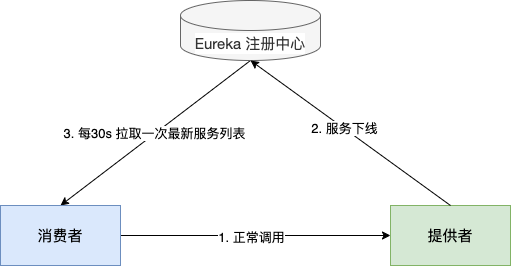 Eureka 注册中心
3. 每30s 拉取一次最新服务列表
2. 服务下线
消费者
1. 正常调用
提供者